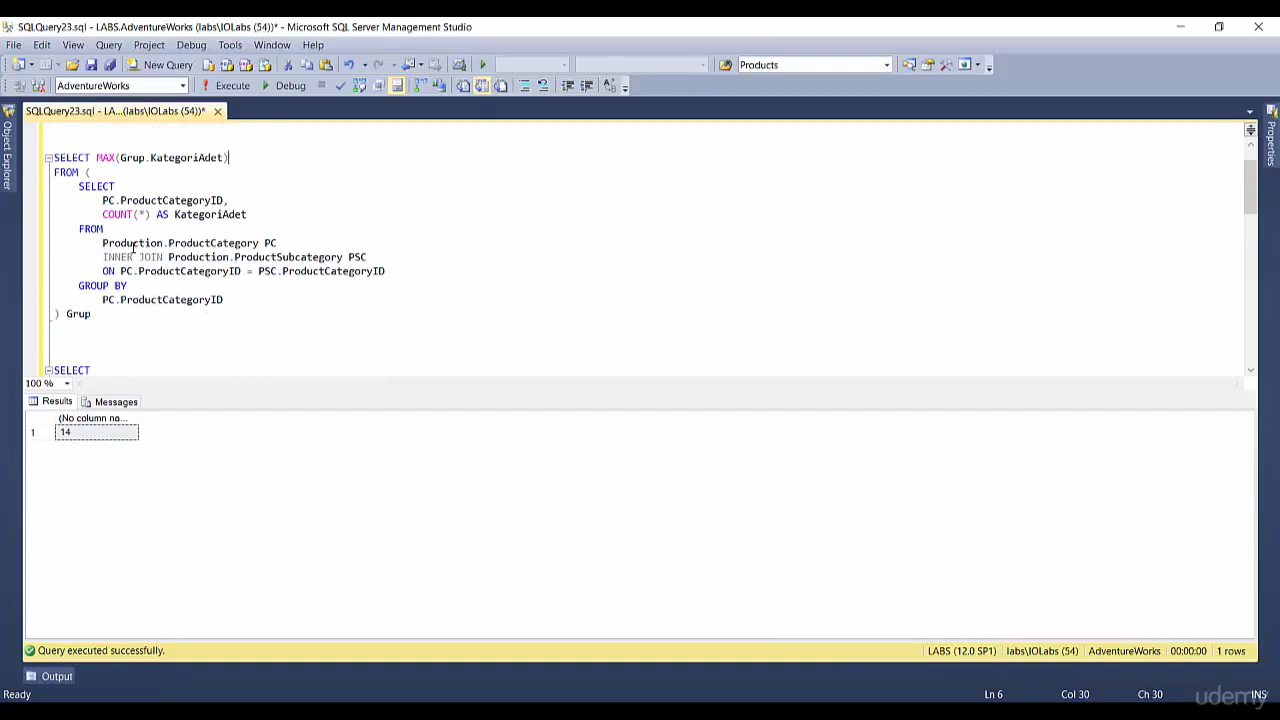 SQLQuery23.sql - LABS.AdventureWorks (labs\IOLabs (54))* - Microsoft SQL Server Management Studio
File Edit View Query Project Debug Tools Window Help
New Query Products
AdventureWorks Execute Debug
SQLQuery23.sql - LA...(labs\IOLabs (54))*
Object Explorer
Properties
SELECT MAX(Grup.KategoriAdet)
FROM (
SELECT
PC.ProductCategoryID,
COUNT(*) AS KategoriAdet
FROM
Production.ProductCategory PC
INNER JOIN Production.ProductSubcategory PSC
ON PC.ProductCategoryID = PSC.ProductCategoryID
GROUP BY
PC.ProductCategoryID
) Grup
SELECT
100 %
Results Messages
(No column na...
1 14
Query executed successfully. LABS (12.0 SP1) labs\IOLabs (54) AdventureWorks 00:00:00 1 rows
Output
Ready Ln 6 Col 30 Ch 30 INS
udemy